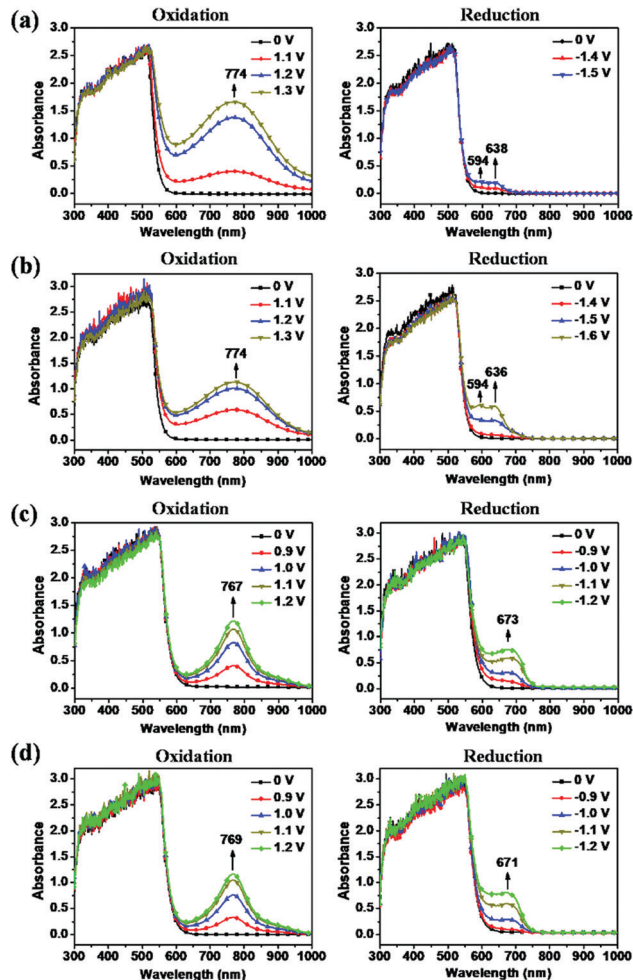 (a)
Oxidation
Absorbance
3.0
2.5
2.0
1.5
1.0
0.5
0.0
774
0 V
1.1 V
1.2 V
1.3 V
300 400 500 600 700 800 900 1000
Wavelength (nm)
Reduction
Absorbance
3.0
2.5
2.0
1.5
1.0
0.5
0.0
594 638
0 V
-1.4 V
-1.5 V
300 400 500 600 700 800 900 1000
Wavelength (nm)
(b)
Oxidation
Absorbance
3.5
3.0
2.5
2.0
1.5
1.0
0.5
0.0
774
0 V
1.1 V
1.2 V
1.3 V
300 400 500 600 700 800 900 1000
Wavelength (nm)
Reduction
Absorbance
3.0
2.5
2.0
1.5
1.0
0.5
0.0
594 636
0 V
-1.4 V
-1.5 V
-1.6 V
300 400 500 600 700 800 900 1000
Wavelength (nm)
(c)
Oxidation
Absorbance
3.0
2.5
2.0
1.5
1.0
0.5
0.0
767
0 V
0.9 V
1.0 V
1.1 V
1.2 V
300 400 500 600 700 800 900 1000
Wavelength (nm)
Reduction
Absorbance
3.0
2.5
2.0
1.5
1.0
0.5
0.0
673
0 V
-0.9 V
-1.0 V
-1.1 V
-1.2 V
300 400 500 600 700 800 900 1000
Wavelength (nm)
(d)
Oxidation
Absorbance
3.0
2.5
2.0
1.5
1.0
0.5
0.0
769
0 V
0.9 V
1.0 V
1.1 V
1.2 V
300 400 500 600 700 800 900 1000
Wavelength (nm)
Reduction
Absorbance
3.0
2.5
2.0
1.5
1.0
0.5
0.0
671
0 V
-0.9 V
-1.0 V
-1.1 V
-1.2 V
300 400 500 600 700 800 900 1000
Wavelength (nm)